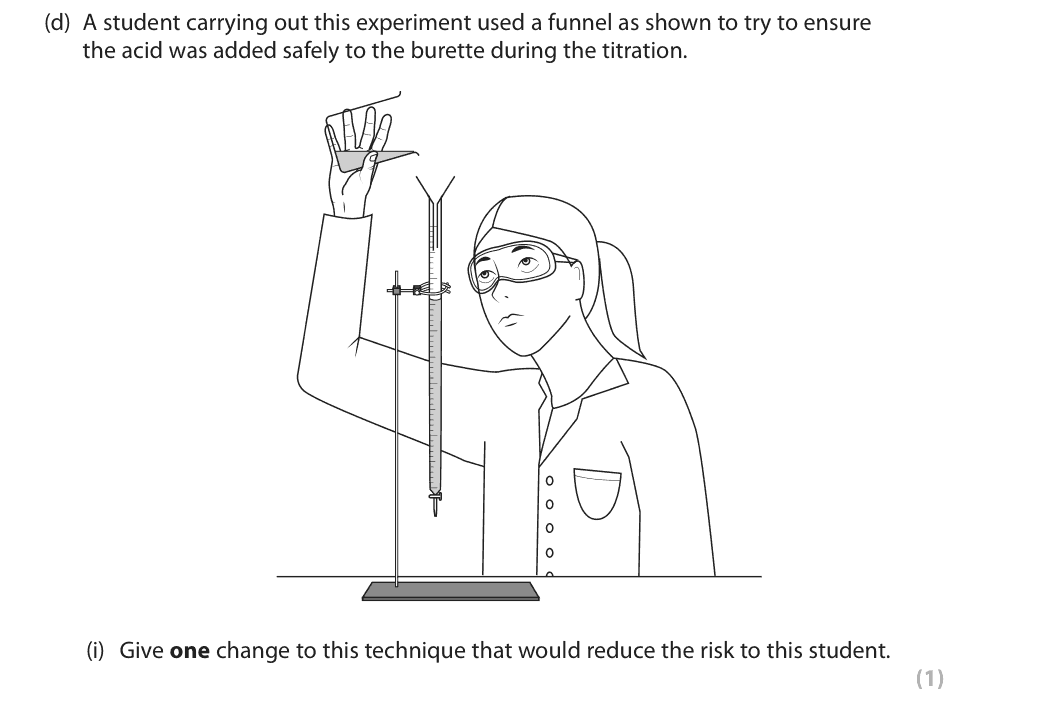 (d) A student carrying out this experiment used a funnel as shown to try to ensure
the acid was added safely to the burette during the titration.
(i) Give one change to this technique that would reduce the risk to this student.
(1)